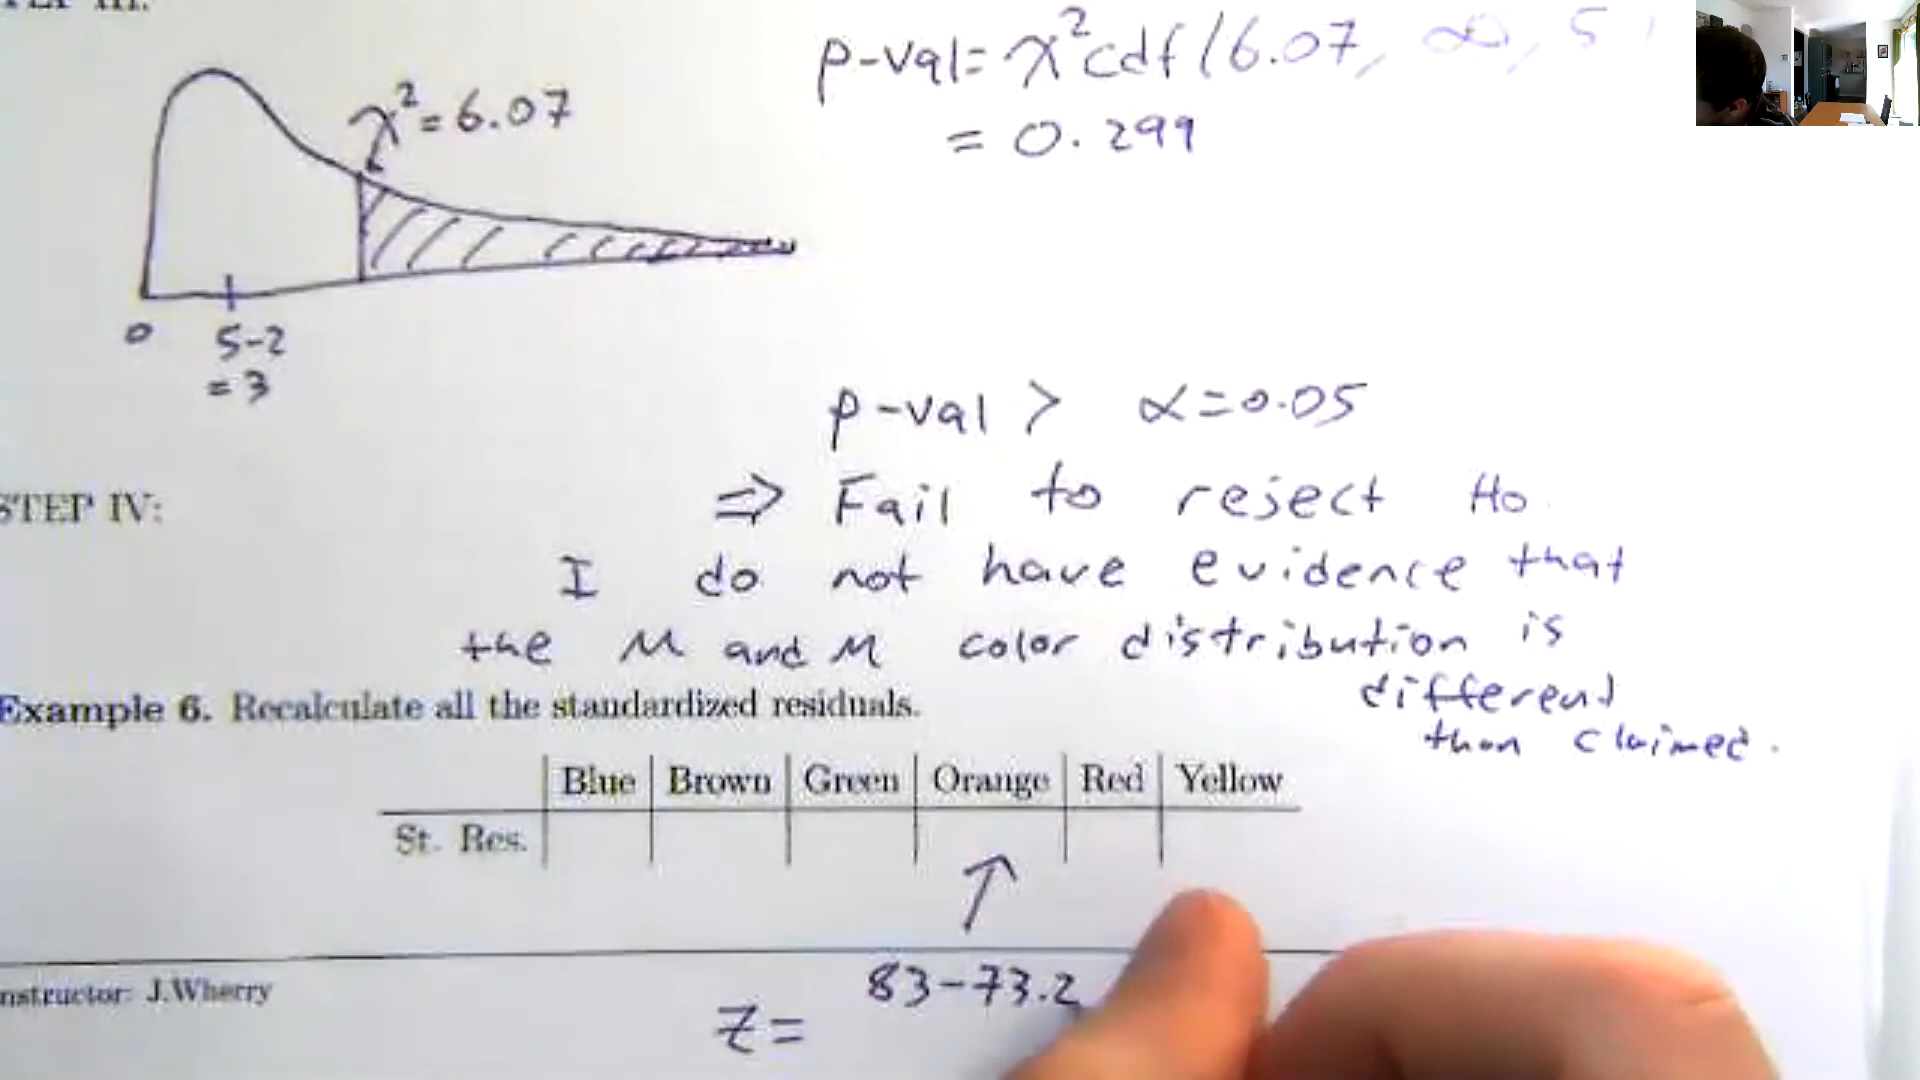 p-val = χ²cdf(6.07, ∞, 5
= 0.299
χ² = 6.07
0
5-2
= 3
p-val > α = 0.05
STEP IV:
⇒ Fail to reject Ho
I do not have evidence that
the M and M color distribution is
different
than claimed.
Example 6. Recalculate all the standardized residuals.
Blue Brown Green Orange Red Yellow
St. Res.
↑
83-73.2
z =
nstructor: J.Wherry